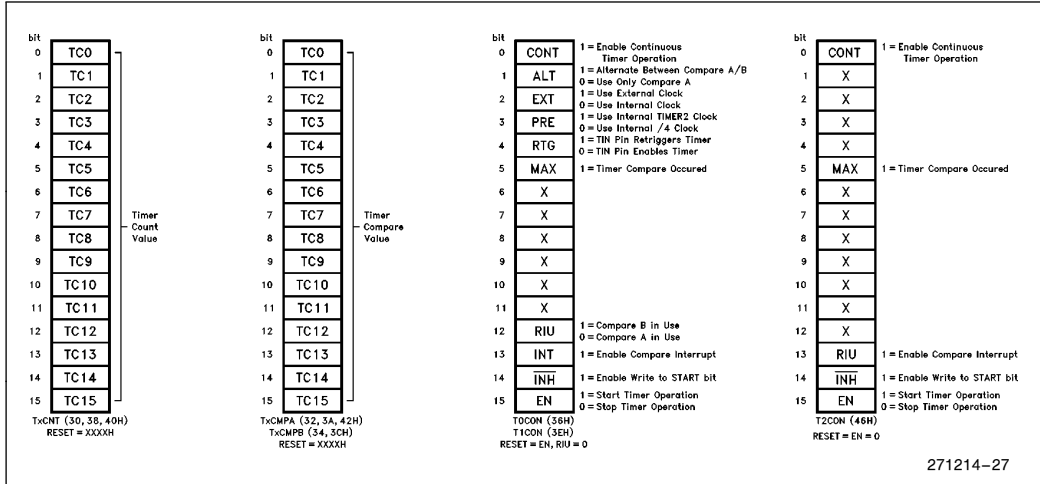 bit
0 TC0
1 TC1
2 TC2
3 TC3
4 TC4
5 TC5
6 TC6
7 TC7
8 TC8
9 TC9
10 TC10
11 TC11
12 TC12
13 TC13
14 TC14
15 TC15
Timer
Count
Value
TxCNT (30, 38, 40H)
RESET = XXXXH
bit
0 TC0
1 TC1
2 TC2
3 TC3
4 TC4
5 TC5
6 TC6
7 TC7
8 TC8
9 TC9
10 TC10
11 TC11
12 TC12
13 TC13
14 TC14
15 TC15
Timer
Compare
Value
TxCMPA (32, 3A, 42H)
TxCMPB (34, 3CH)
RESET = XXXXH
bit
0 CONT 1 = Enable Continuous
Timer Operation
1 ALT 1 = Alternate Between Compare A/B
0 = Use Only Compare A
2 EXT 1 = Use External Clock
0 = Use Internal Clock
3 PRE 1 = Use Internal TIMER2 Clock
0 = Use Internal /4 Clock
4 RTG 1 = TIN Pin Retriggers Timer
0 = TIN Pin Enables Timer
5 MAX 1 = Timer Compare Occured
6 X
7 X
8 X
9 X
10 X
11 X
12 RIU 1 = Compare B in Use
0 = Compare A in Use
13 INT 1 = Enable Compare Interrupt
14 I̅N̅H̅ 1 = Enable Write to START bit
15 EN 1 = Start Timer Operation
0 = Stop Timer Operation
T0CON (36H)
T1CON (3EH)
RESET = EN, RIU = 0
bit
0 CONT 1 = Enable Continuous
Timer Operation
1 X
2 X
3 X
4 X
5 MAX 1 = Timer Compare Occured
6 X
7 X
8 X
9 X
10 X
11 X
12 X
13 RIU 1 = Enable Compare Interrupt
14 I̅N̅H̅ 1 = Enable Write to START bit
15 EN 1 = Start Timer Operation
0 = Stop Timer Operation
T2CON (46H)
RESET = EN = 0
271214–27